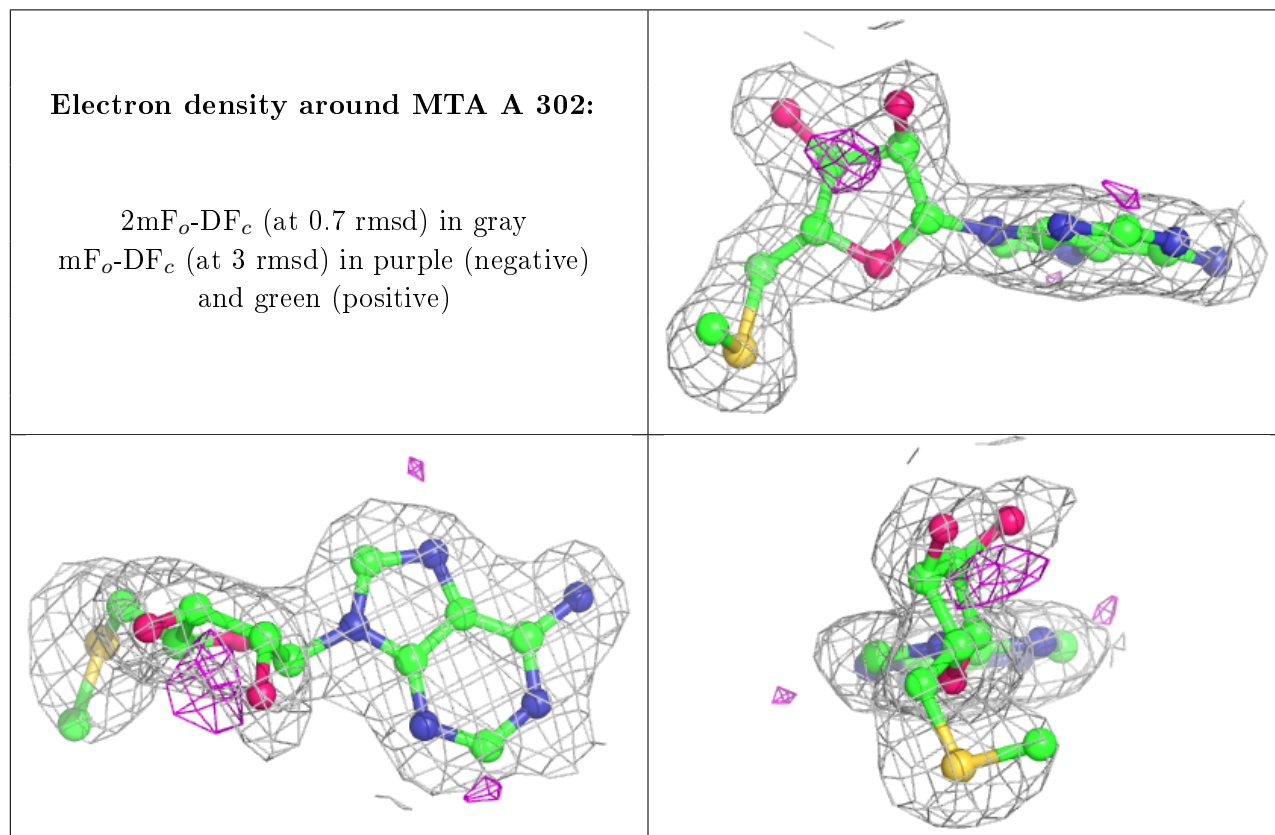 Electron density around MTA A 302:
2mFo-DFc (at 0.7 rmsd) in gray
mFo-DFc (at 3 rmsd) in purple (negative)
and green (positive)